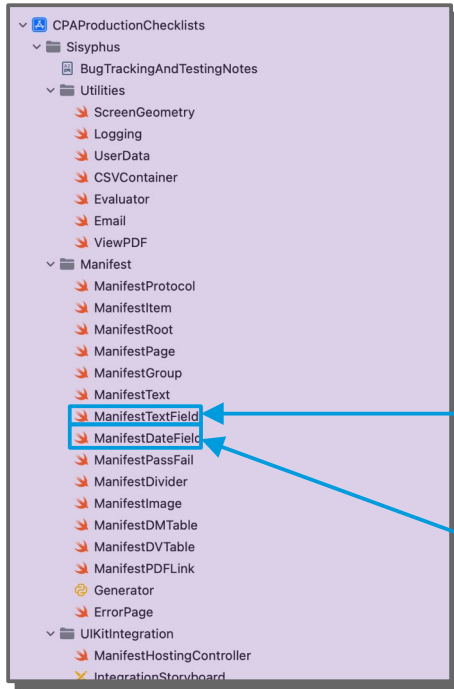 CPAProductionChecklists
Sisyphus
BugTrackingAndTestingNotes
Utilities
ScreenGeometry
Logging
UserData
CSVContainer
Evaluator
Email
ViewPDF
Manifest
ManifestProtocol
ManifestItem
ManifestRoot
ManifestPage
ManifestGroup
ManifestText
ManifestTextField
ManifestDateField
ManifestPassFail
ManifestDivider
ManifestImage
ManifestDMTable
ManifestDVTable
ManifestPDFLink
Generator
ErrorPage
UIKitIntegration
ManifestHostingController
IntegrationStoryboard